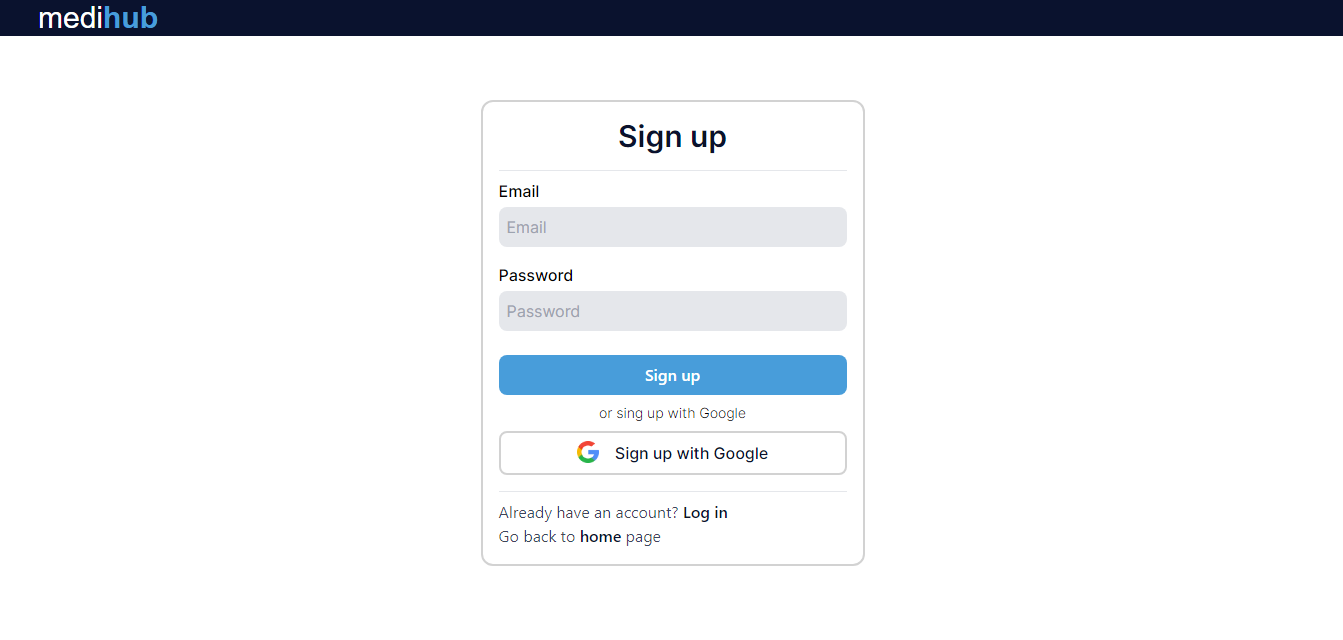 medihub
Sign up
Email
Email
Password
Password
Sign up
or sing up with Google
Sign up with Google
Already have an account? Log in
Go back to home page